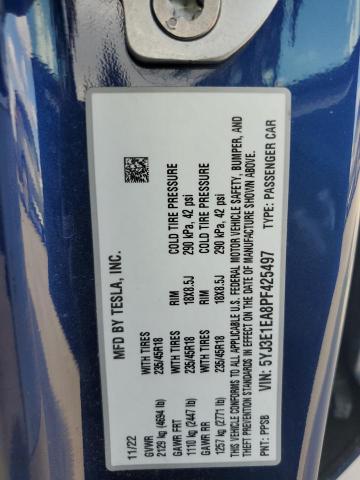 MFD BY TESLA, INC.
11/22
GVWR WITH TIRES RIM COLD TIRE PRESSURE
2129 kg (4694 lb) 235/45R18 18X8.5J 290 kPa, 42 psi
GAWR FRT WITH TIRES RIM COLD TIRE PRESSURE
1110 kg (2447 lb) 235/45R18 18X8.5J 290 kPa, 42 psi
GAWR RR
1257 kg (2771 lb)
THIS VEHICLE CONFORMS TO ALL APPLICABLE
U.S. FEDERAL MOTOR VEHICLE SAFETY, BUMPER, AND
THEFT PREVENTION STANDARDS IN
EFFECT ON THE DATE OF MANUFACTURE SHOWN ABOVE.
VIN: 5YJ3E1EA8PF425497
PNT: PPSB TYPE: PASSENGER CAR